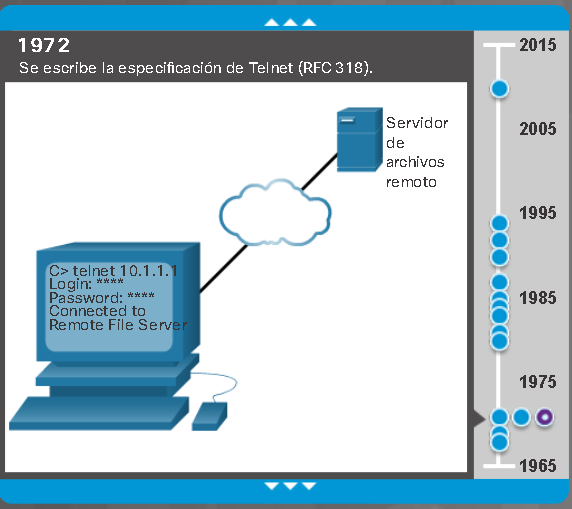 1972
Se escribe la especificación de Telnet (RFC 318).
Servidor
de
archivos
remoto
C> telnet 10.1.1.1
Login: ****
Password: ****
Connected to
Remote File Server
2015
2005
1995
1985
1975
1965